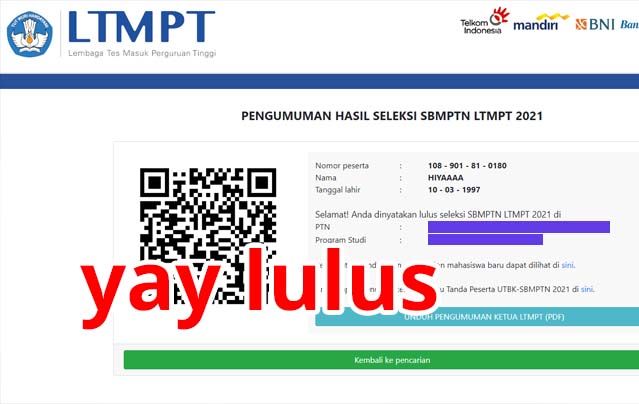 LTMPT
Lembaga Tes Masuk Perguruan Tinggi
Telkom Indonesia mandiri BNI Ban
PENGUMUMAN HASIL SELEKSI SBMPTN LTMPT 2021
Nomor peserta : 108 - 901 - 81 - 0180
Nama : HIYAAAA
Tanggal lahir : 10 - 03 - 1997
Selamat! Anda dinyatakan lulus seleksi SBMPTN LTMPT 2021 di
PTN :
Program Studi :
mahasiswa baru dapat dilihat di sini.
Tanda Peserta UTBK-SBMPTN 2021 di sini.
yay lulus
UNDUH PENGUMUMAN KETUA LTMPT (PDF)
Kembali ke pencarian